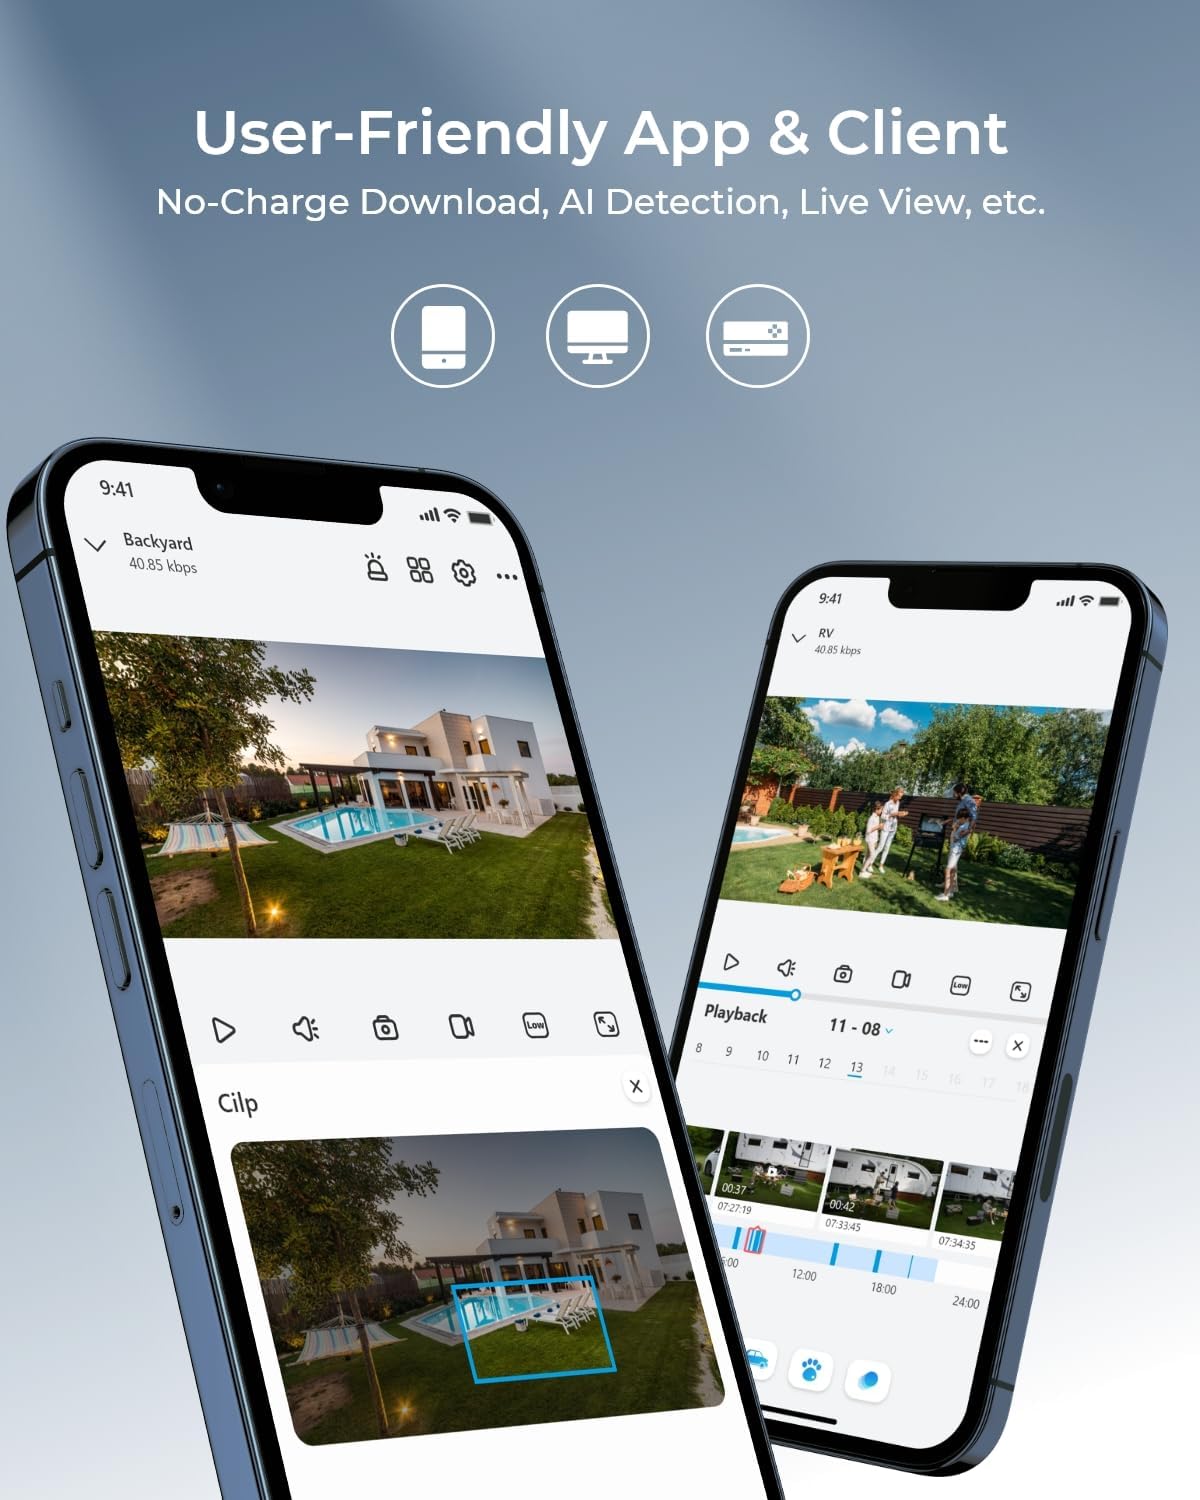 User-Friendly App & Client
No-Charge Download, AI Detection, Live View, etc.
9:41
Backyard
40.85 kbps
Low
Cilp
9:41
RV
40.85 kbps
Low
Playback
11 - 08
8 9 10 11 12 13 14 15 16 17 18
00:37
00:42
07:27:19
07:33:45
07:34:35
12:00
18:00
24:00